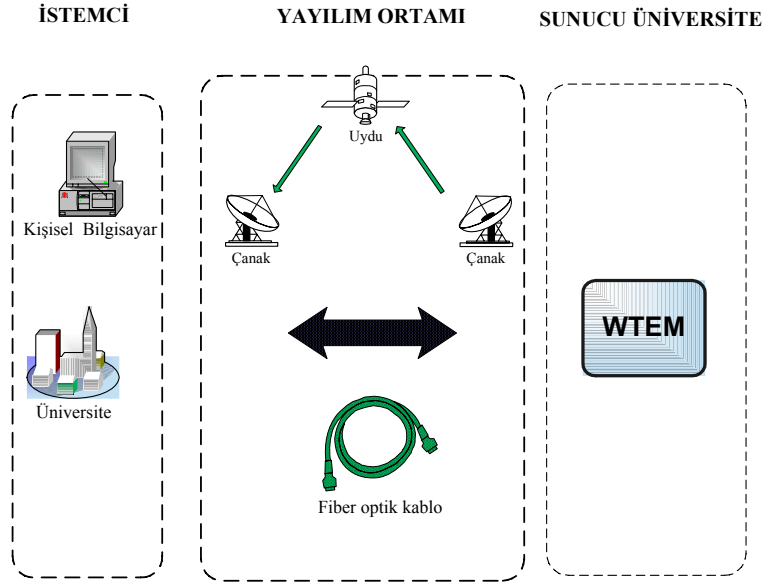 İSTEMCİ
YAYILIM ORTAMI
SUNUCU ÜNİVERSİTE
Uydu
Kişisel Bilgisayar
Çanak
Çanak
WTEM
Üniversite
Fiber optik kablo